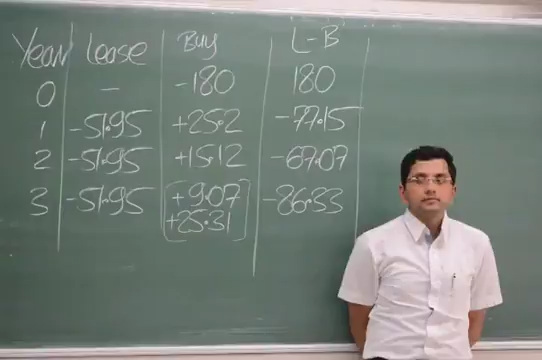 Year Lease Buy L-B
0 - -180 180
1 -51.95 +25.2 -77.15
2 -51.95 +15.12 -67.07
3 -51.95 +9.07 -86.33
+25.31